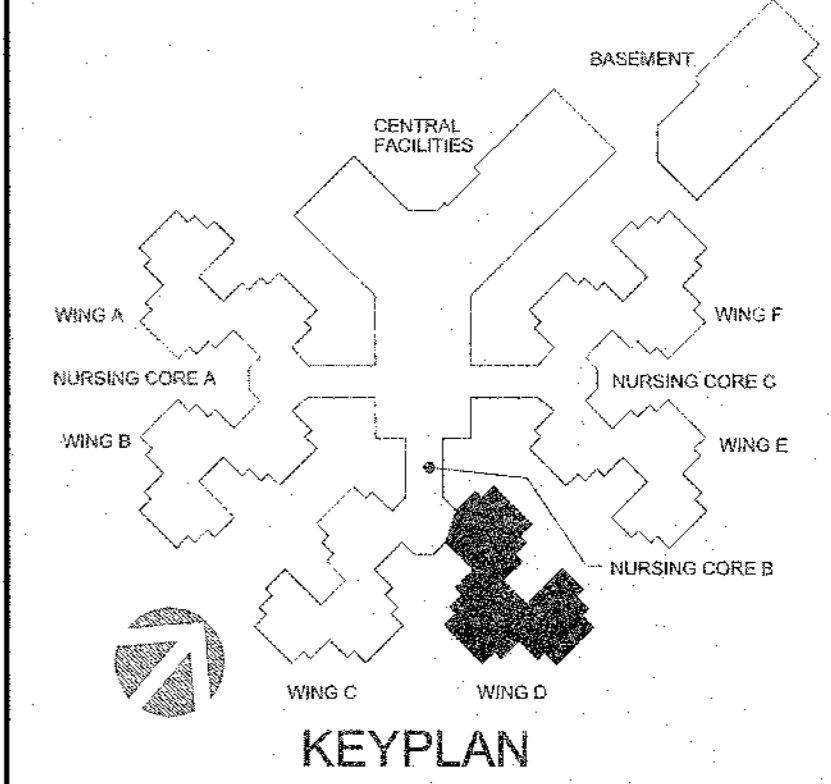 BASEMENT
CENTRAL
FACILITIES
WING A
WING F
NURSING CORE A
NURSING CORE C
WING B
WING E
NURSING CORE B
WING C
WING D
KEYPLAN